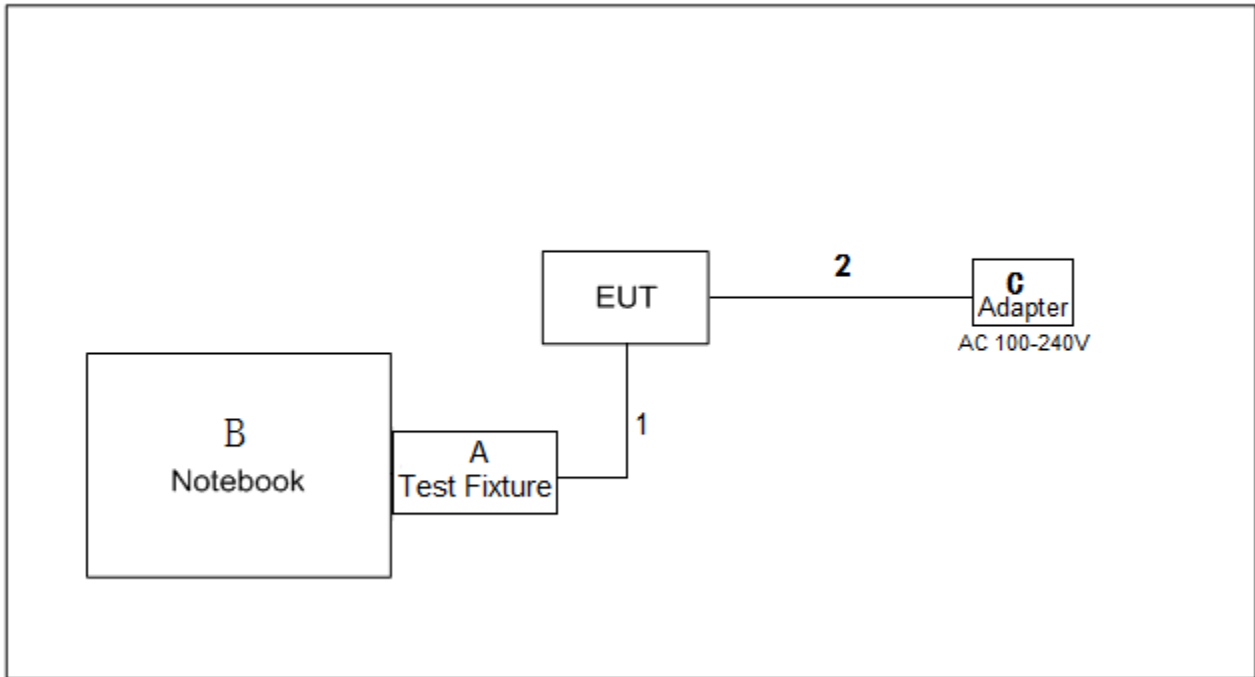 EUT
2
C
Adapter
AC 100-240V
1
B
Notebook
A
Test Fixture